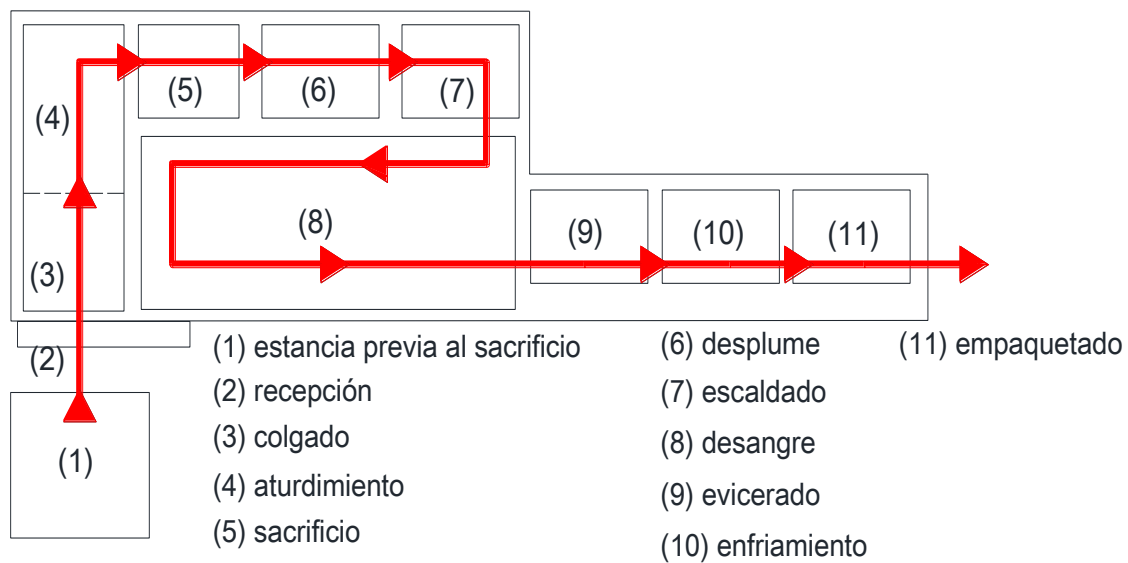 (5)
(6)
(7)
(4)
(8)
(9)
(10)
(11)
(3)
(2)
(1)
(1) estancia previa al sacrificio
(2) recepción
(3) colgado
(4) aturdimiento
(5) sacrificio
(6) desplume
(7) escaldado
(8) desangre
(9) evicerado
(10) enfriamiento
(11) empaquetado